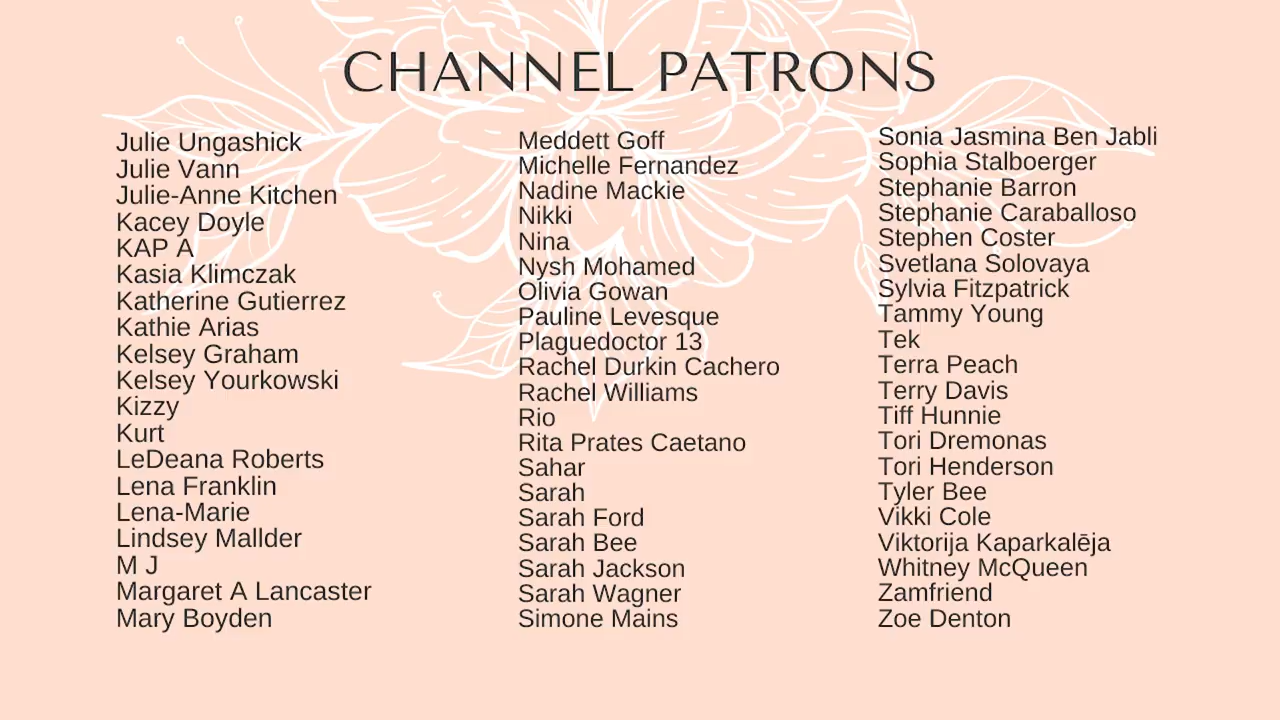 CHANNEL PATRONS
Julie Ungashick
Julie Vann
Julie-Anne Kitchen
Kacey Doyle
KAP A
Kasia Klimczak
Katherine Gutierrez
Kathie Arias
Kelsey Graham
Kelsey Yourkowski
Kizzy
Kurt
LeDeana Roberts
Lena Franklin
Lena-Marie
Lindsey Mallder
M J
Margaret A Lancaster
Mary Boyden
Meddett Goff
Michelle Fernandez
Nadine Mackie
Nikki
Nina
Nysh Mohamed
Olivia Gowan
Pauline Levesque
Plaguedoctor 13
Rachel Durkin Cachero
Rachel Williams
Rio
Rita Prates Caetano
Sahar
Sarah
Sarah Ford
Sarah Bee
Sarah Jackson
Sarah Wagner
Simone Mains
Sonia Jasmina Ben Jabli
Sophia Stalboerger
Stephanie Barron
Stephanie Caraballoso
Stephen Coster
Svetlana Solovaya
Sylvia Fitzpatrick
Tammy Young
Tek
Terra Peach
Terry Davis
Tiff Hunnie
Tori Dremonas
Tori Henderson
Tyler Bee
Vikki Cole
Viktorija Kaparkalēja
Whitney McQueen
Zamfriend
Zoe Denton